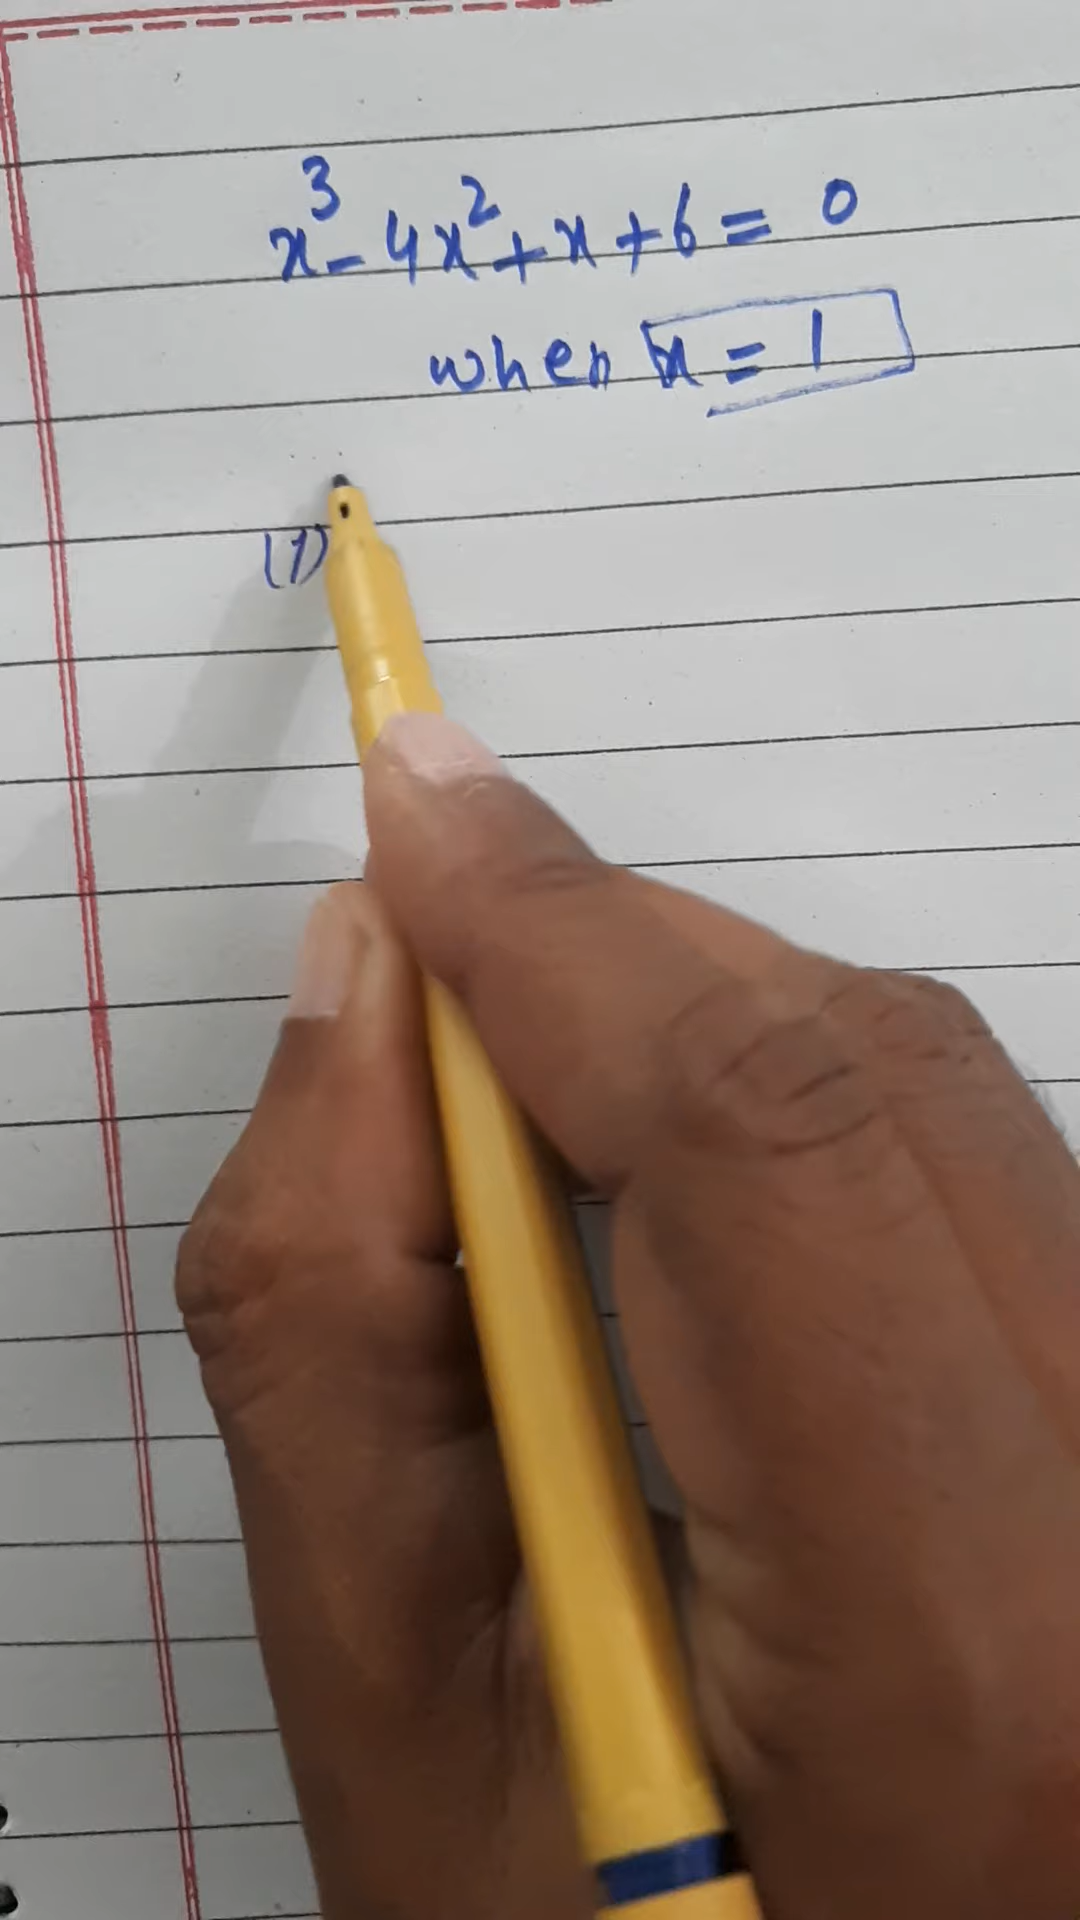 x³ - 4x² + x + 6 = 0
when x = 1
(1)